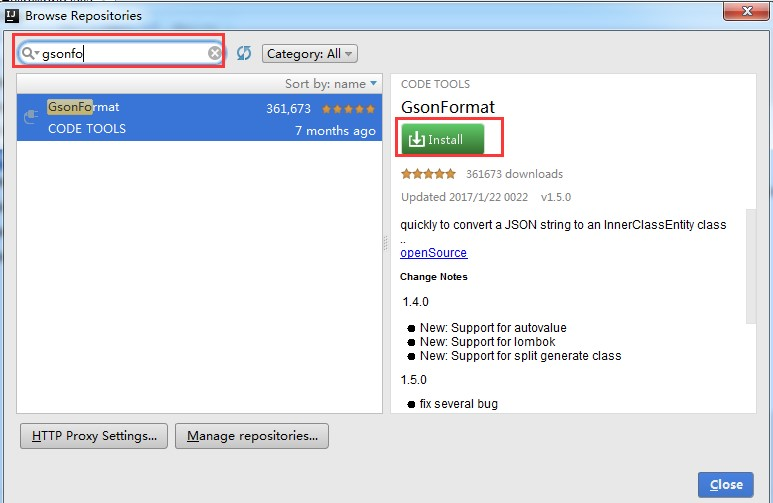 Browse Repositories
gsonfo
Category: All
Sort by: name
GsonFormat 361,673
CODE TOOLS 7 months ago
CODE TOOLS
GsonFormat
Install
361673 downloads
Updated 2017/1/22 0022 v1.5.0
quickly to convert a JSON string to an InnerClassEntity class
..
openSource
Change Notes
1.4.0
● New: Support for autovalue
● New: Support for lombok
● New: Support for split generate class
1.5.0
● fix several bug
HTTP Proxy Settings...
Manage repositories...
Close